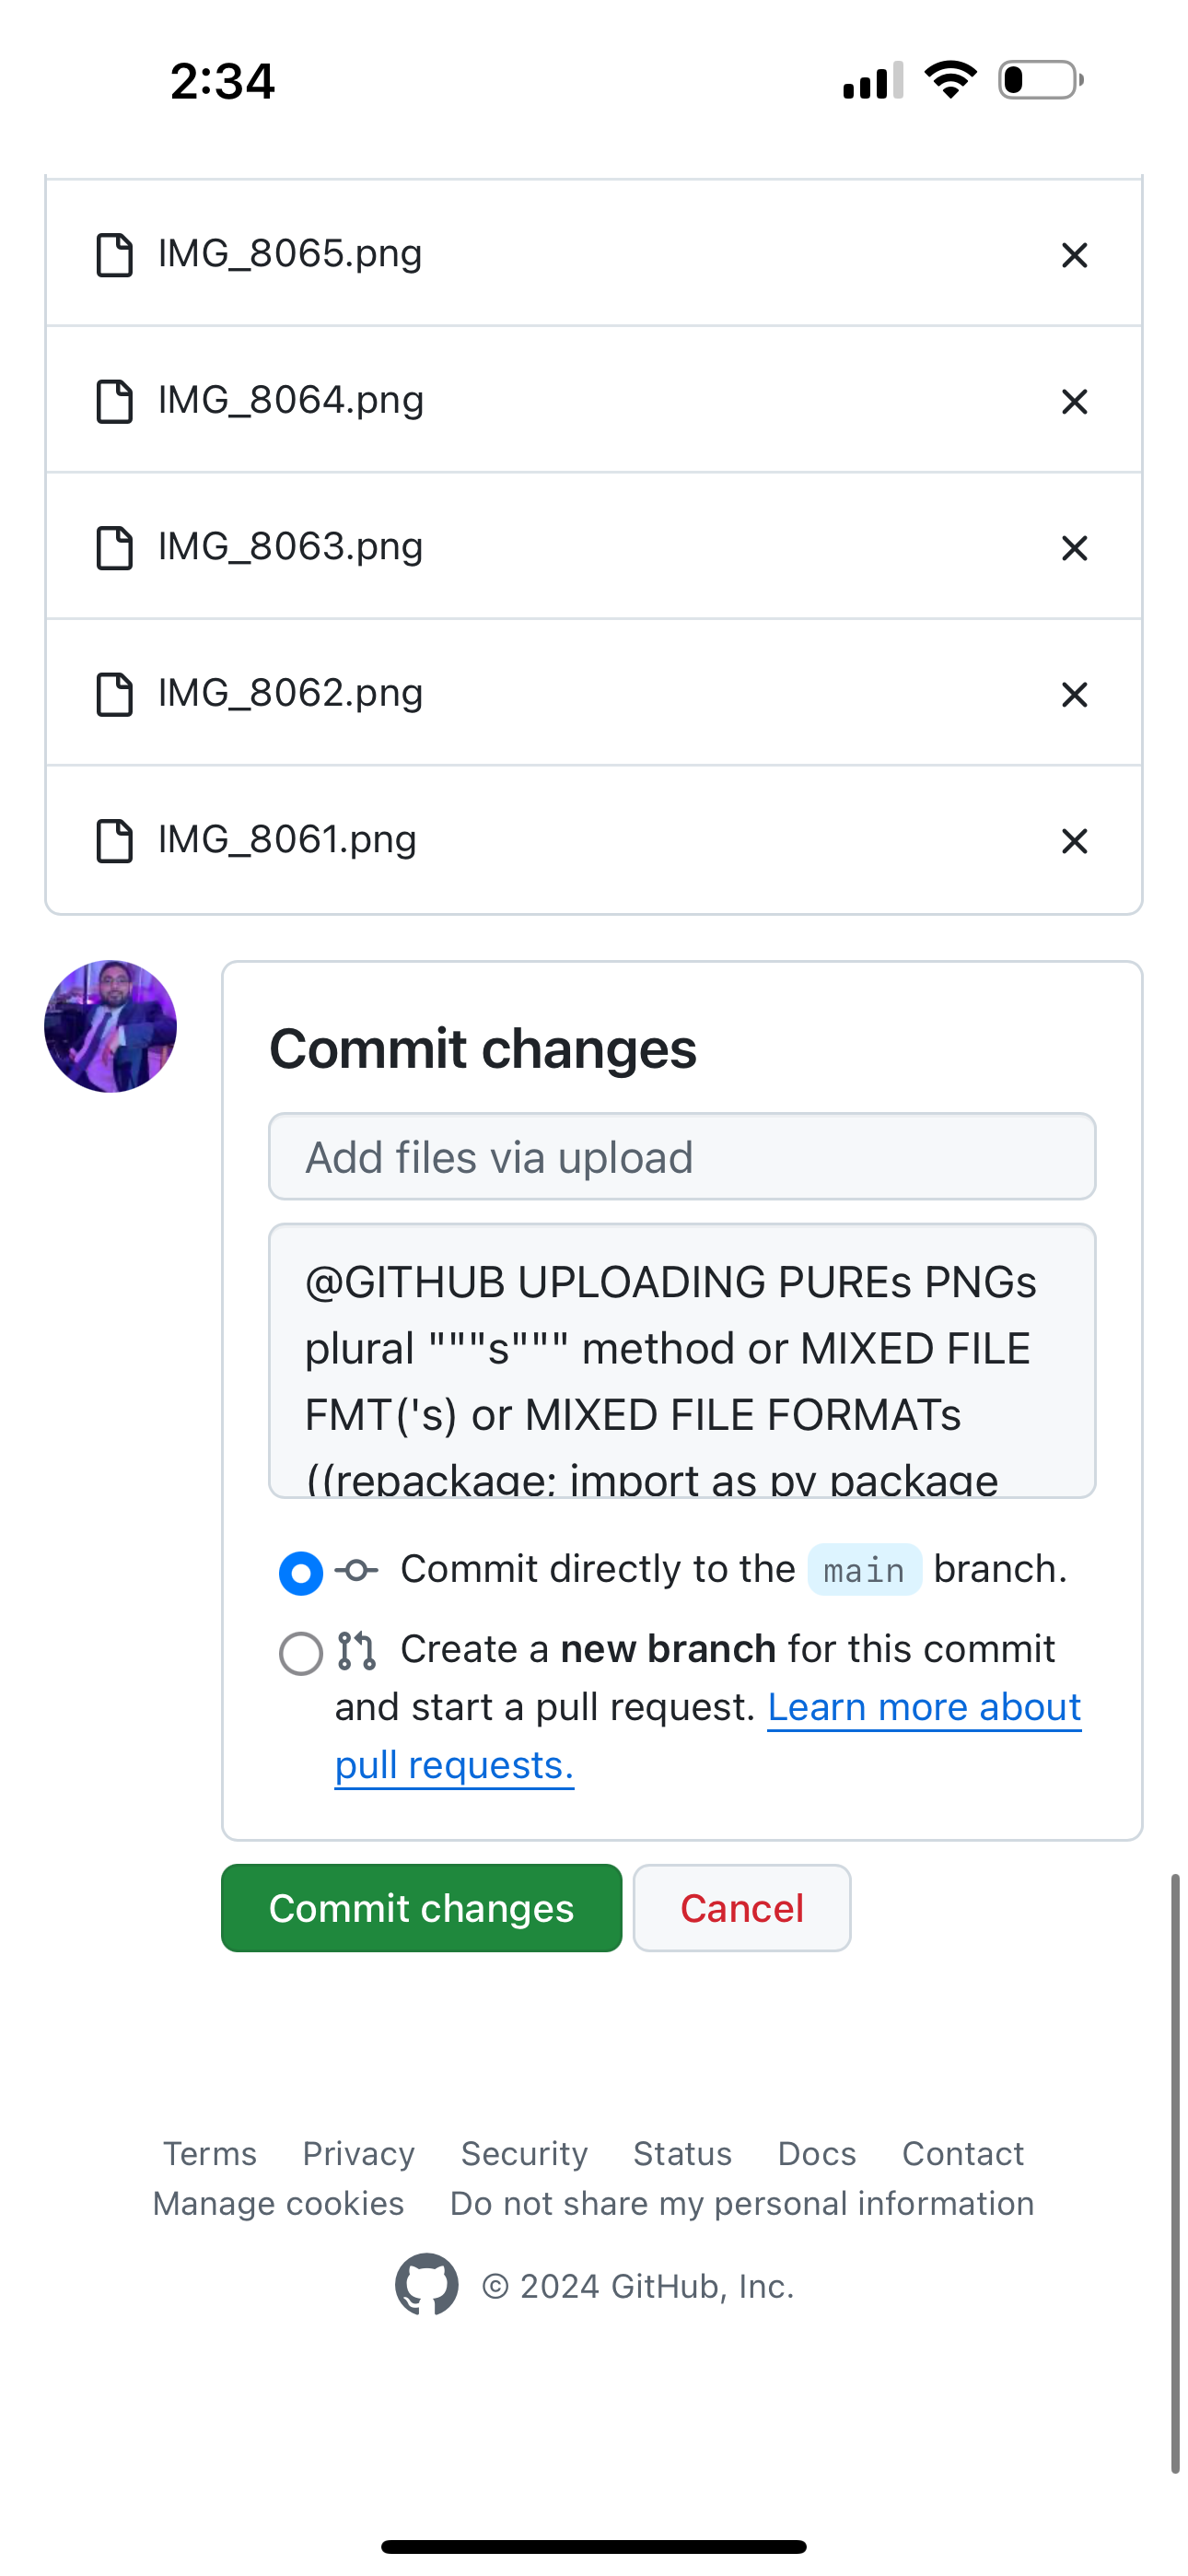 2:34
IMG_8065.png
IMG_8064.png
IMG_8063.png
IMG_8062.png
IMG_8061.png
Commit changes
Add files via upload
@GITHUB UPLOADING PUREs PNGs
plural """s""" method or MIXED FILE
FMT('s) or MIXED FILE FORMATs
((repackage; import as py package
Commit directly to the main branch.
Create a new branch for this commit
and start a pull request. Learn more about
pull requests.
Commit changes Cancel
Terms Privacy Security Status Docs Contact
Manage cookies Do not share my personal information
© 2024 GitHub, Inc.